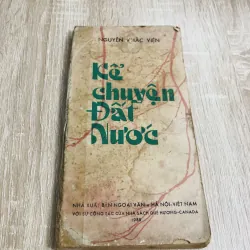 NGUYỄN KHẮC VIỆN
Kể
chuyện
Đất
Nước
NHÀ XUẤT BẢN NGOẠI VĂN - HÀ NỘI - VIỆT NAM
VỚI SỰ CỘNG TÁC CỦA NHÀ SÁCH QUÊ HƯƠNG - CANADA